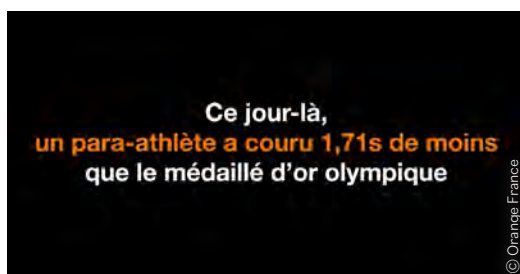 Ce jour-là,
un para-athlète a couru 1,71s de moins
que le médaillé d'or olympique
© Orange France